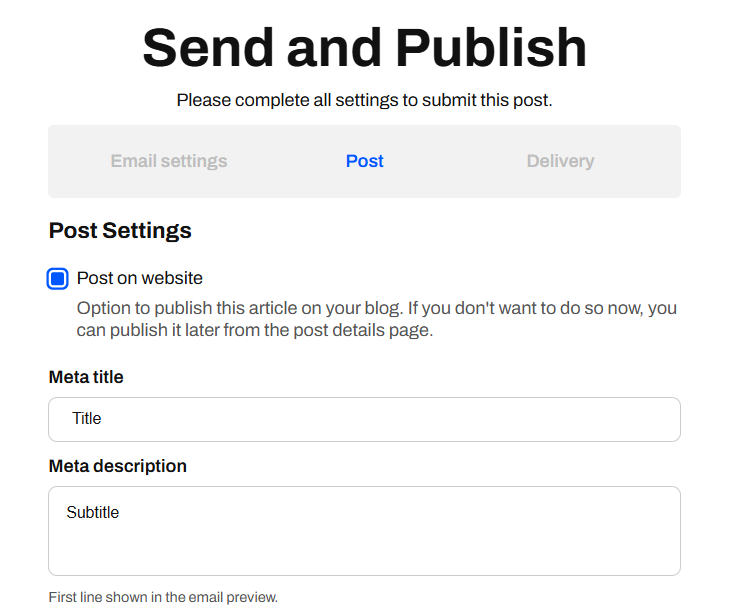 Send and Publish
Please complete all settings to submit this post.
Email settings
Post
Delivery
Post Settings
Post on website
Option to publish this article on your blog. If you don't want to do so now, you
can publish it later from the post details page.
Meta title
Title
Meta description
Subtitle
First line shown in the email preview.